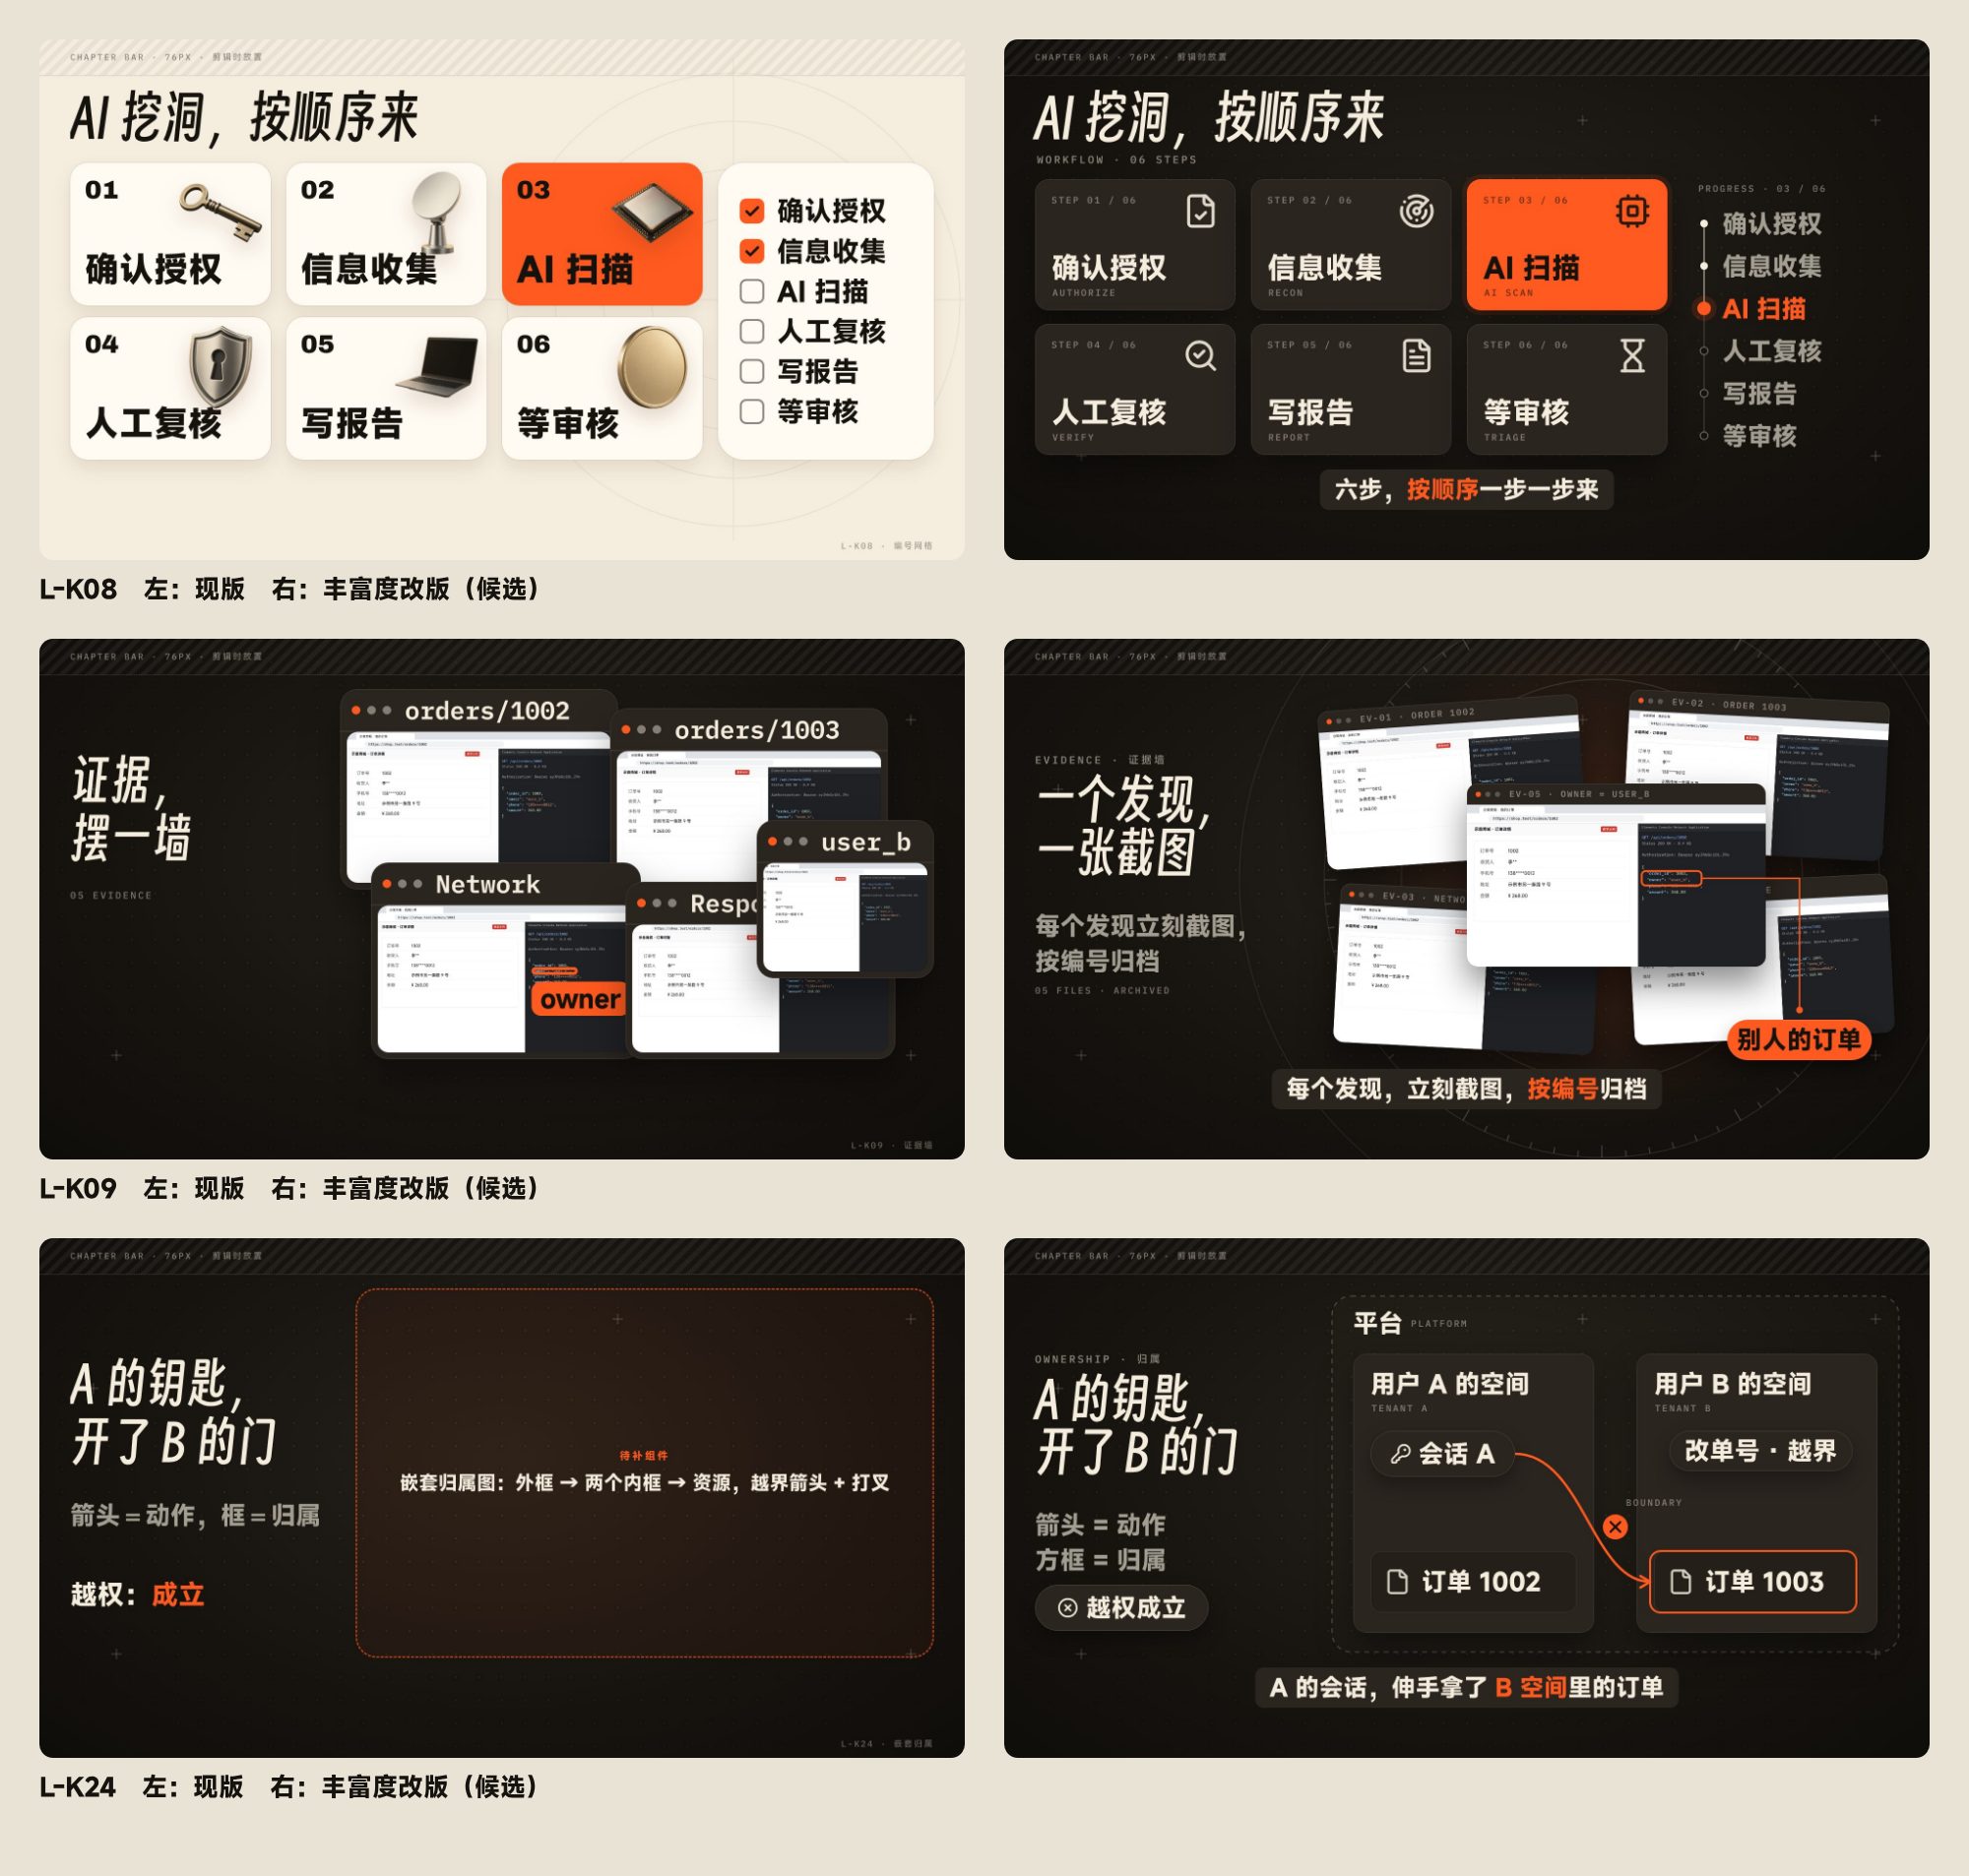 CHAPTER BAR · 76PX · 剪辑时放置
AI 挖洞，按顺序来
01
确认授权
02
信息收集
03
AI 扫描
04
人工复核
05
写报告
06
等审核
确认授权
信息收集
AI 扫描
人工复核
写报告
等审核
L-K08 · 编号网格
CHAPTER BAR · 76PX · 剪辑时放置
AI 挖洞，按顺序来
WORKFLOW · 06 STEPS
STEP 01 / 06
确认授权
AUTHORIZE
STEP 02 / 06
信息收集
RECON
STEP 03 / 06
AI 扫描
AI SCAN
STEP 04 / 06
人工复核
VERIFY
STEP 05 / 06
写报告
REPORT
STEP 06 / 06
等审核
TRIAGE
PROGRESS · 03 / 06
确认授权
信息收集
AI 扫描
人工复核
写报告
等审核
六步，按顺序一步一步来
L-K08 左：现版 右：丰富度改版（候选）
CHAPTER BAR · 76PX · 剪辑时放置
证据，
摆一墙
05 EVIDENCE
orders/1002
orders/1003
user_b
Network
owner
L-K09 · 证据墙
CHAPTER BAR · 76PX · 剪辑时放置
EVIDENCE · 证据墙
一个发现，
一张截图
每个发现立刻截图，
按编号归档
05 FILES · ARCHIVED
EV-01 · ORDER 1002
EV-02 · ORDER 1003
EV-05 · OWNER = USER_B
别人的订单
每个发现，立刻截图，按编号归档
L-K09 左：现版 右：丰富度改版（候选）
CHAPTER BAR · 76PX · 剪辑时放置
A 的钥匙，
开了 B 的门
箭头＝动作，框＝归属
越权：成立
待补组件
嵌套归属图：外框 → 两个内框 → 资源，越界箭头 + 打叉
L-K24 · 嵌套归属
CHAPTER BAR · 76PX · 剪辑时放置
OWNERSHIP · 归属
A 的钥匙，
开了 B 的门
箭头 = 动作
方框 = 归属
越权成立
平台 PLATFORM
用户 A 的空间
TENANT A
会话 A
订单 1002
用户 B 的空间
TENANT B
改单号 · 越界
BOUNDARY
订单 1003
A 的会话，伸手拿了 B 空间里的订单
L-K24 左：现版 右：丰富度改版（候选）